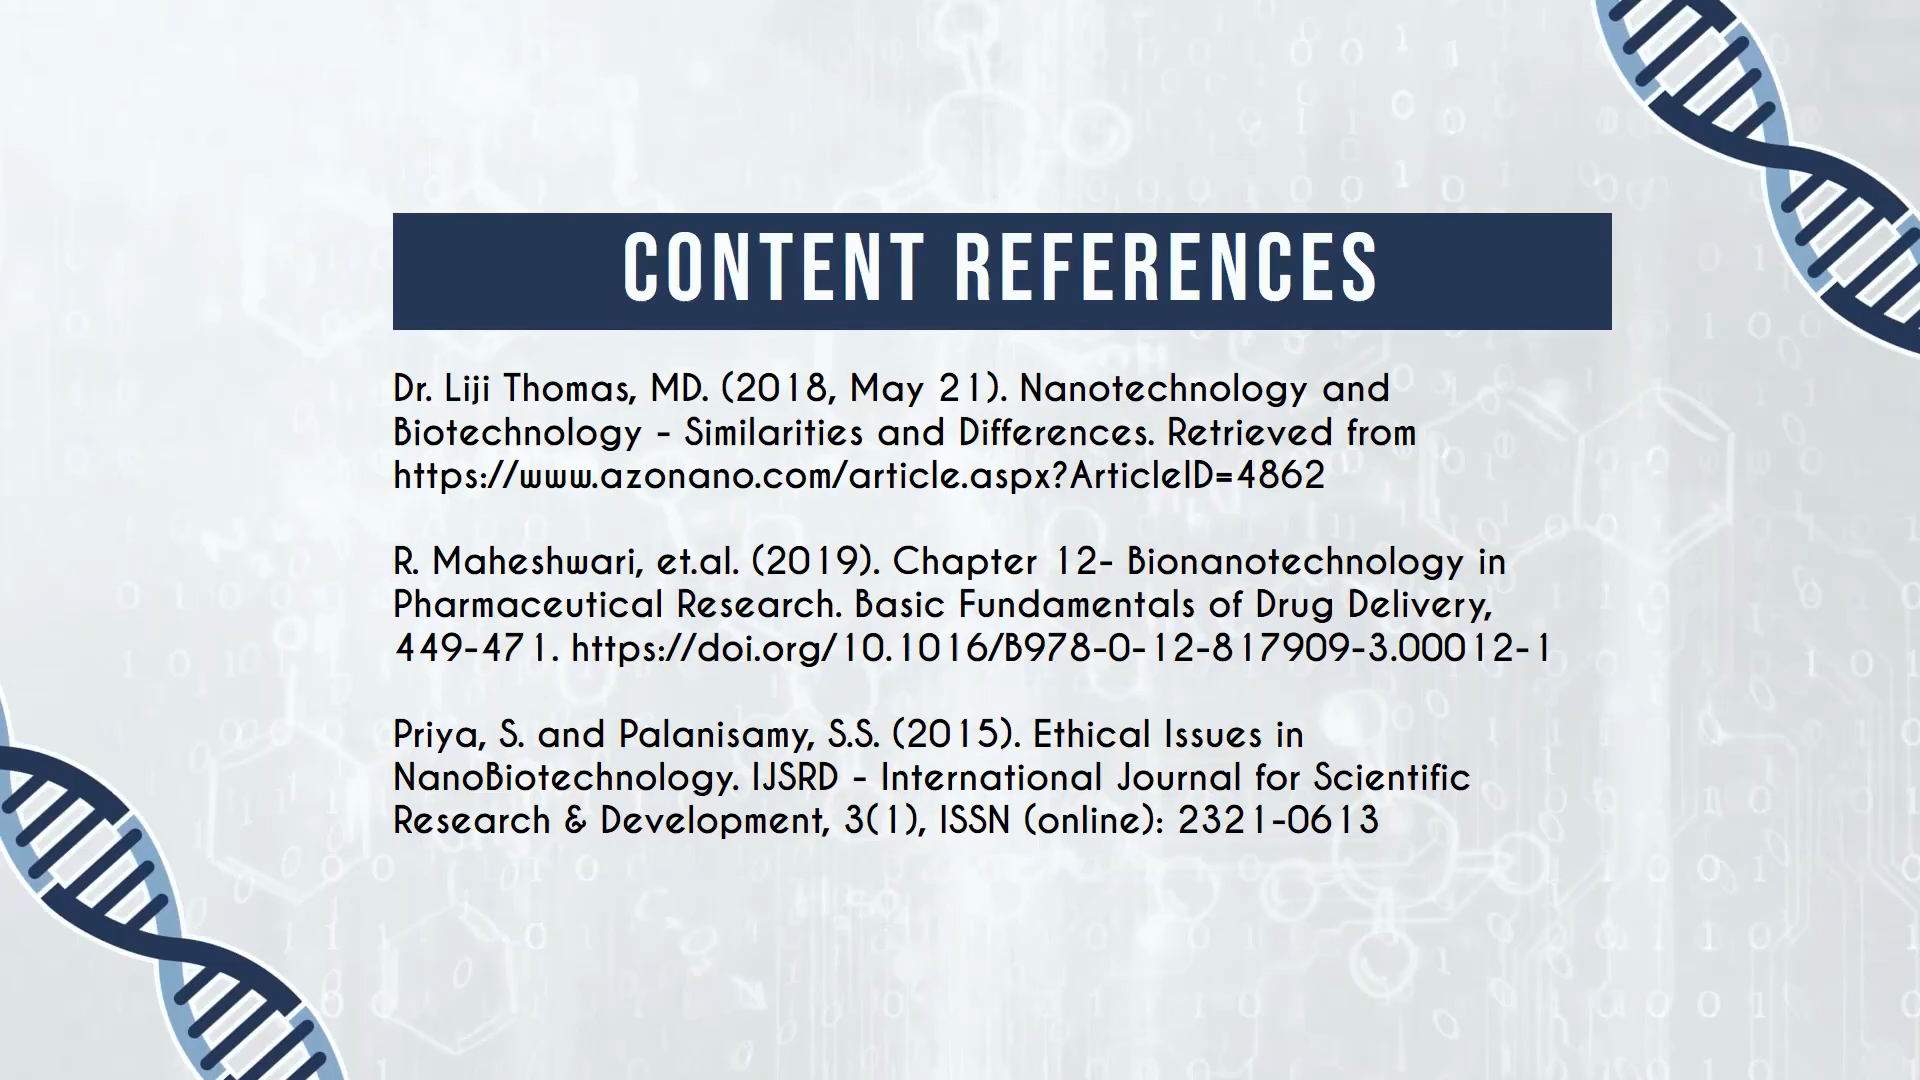 CONTENT REFERENCES
Dr. Liji Thomas, MD. (2018, May 21). Nanotechnology and
Biotechnology - Similarities and Differences. Retrieved from
https://www.azonano.com/article.aspx?ArticleID=4862
R. Maheshwari, et.al. (2019). Chapter 12- Bionanotechnology in
Pharmaceutical Research. Basic Fundamentals of Drug Delivery,
449-471. https://doi.org/10.1016/B978-0-12-817909-3.00012-1
Priya, S. and Palanisamy, S.S. (2015). Ethical Issues in
NanoBiotechnology. IJSRD - International Journal for Scientific
Research & Development, 3(1), ISSN (online): 2321-0613